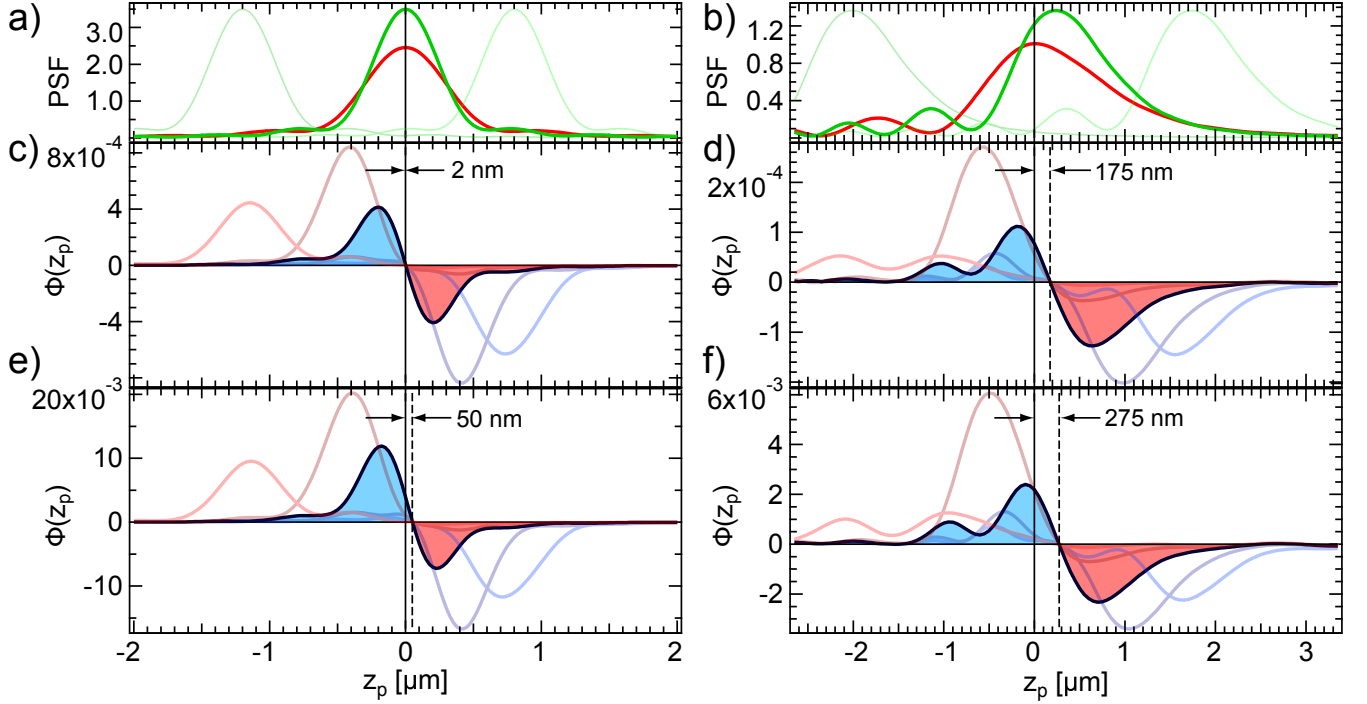 a)
3.0
2.0
1.0
PSF
b)
1.2
0.8
0.4
PSF
c)
8x10^-4
4
0
-4
Φ(z_p)
2 nm
d)
2x10^-4
1
0
-1
Φ(z_p)
175 nm
e)
20x10^-3
10
0
-10
Φ(z_p)
50 nm
-2 -1 0 1 2
z_p [µm]
f)
6x10^-3
4
2
0
-2
Φ(z_p)
275 nm
-2 -1 0 1 2 3
z_p [µm]